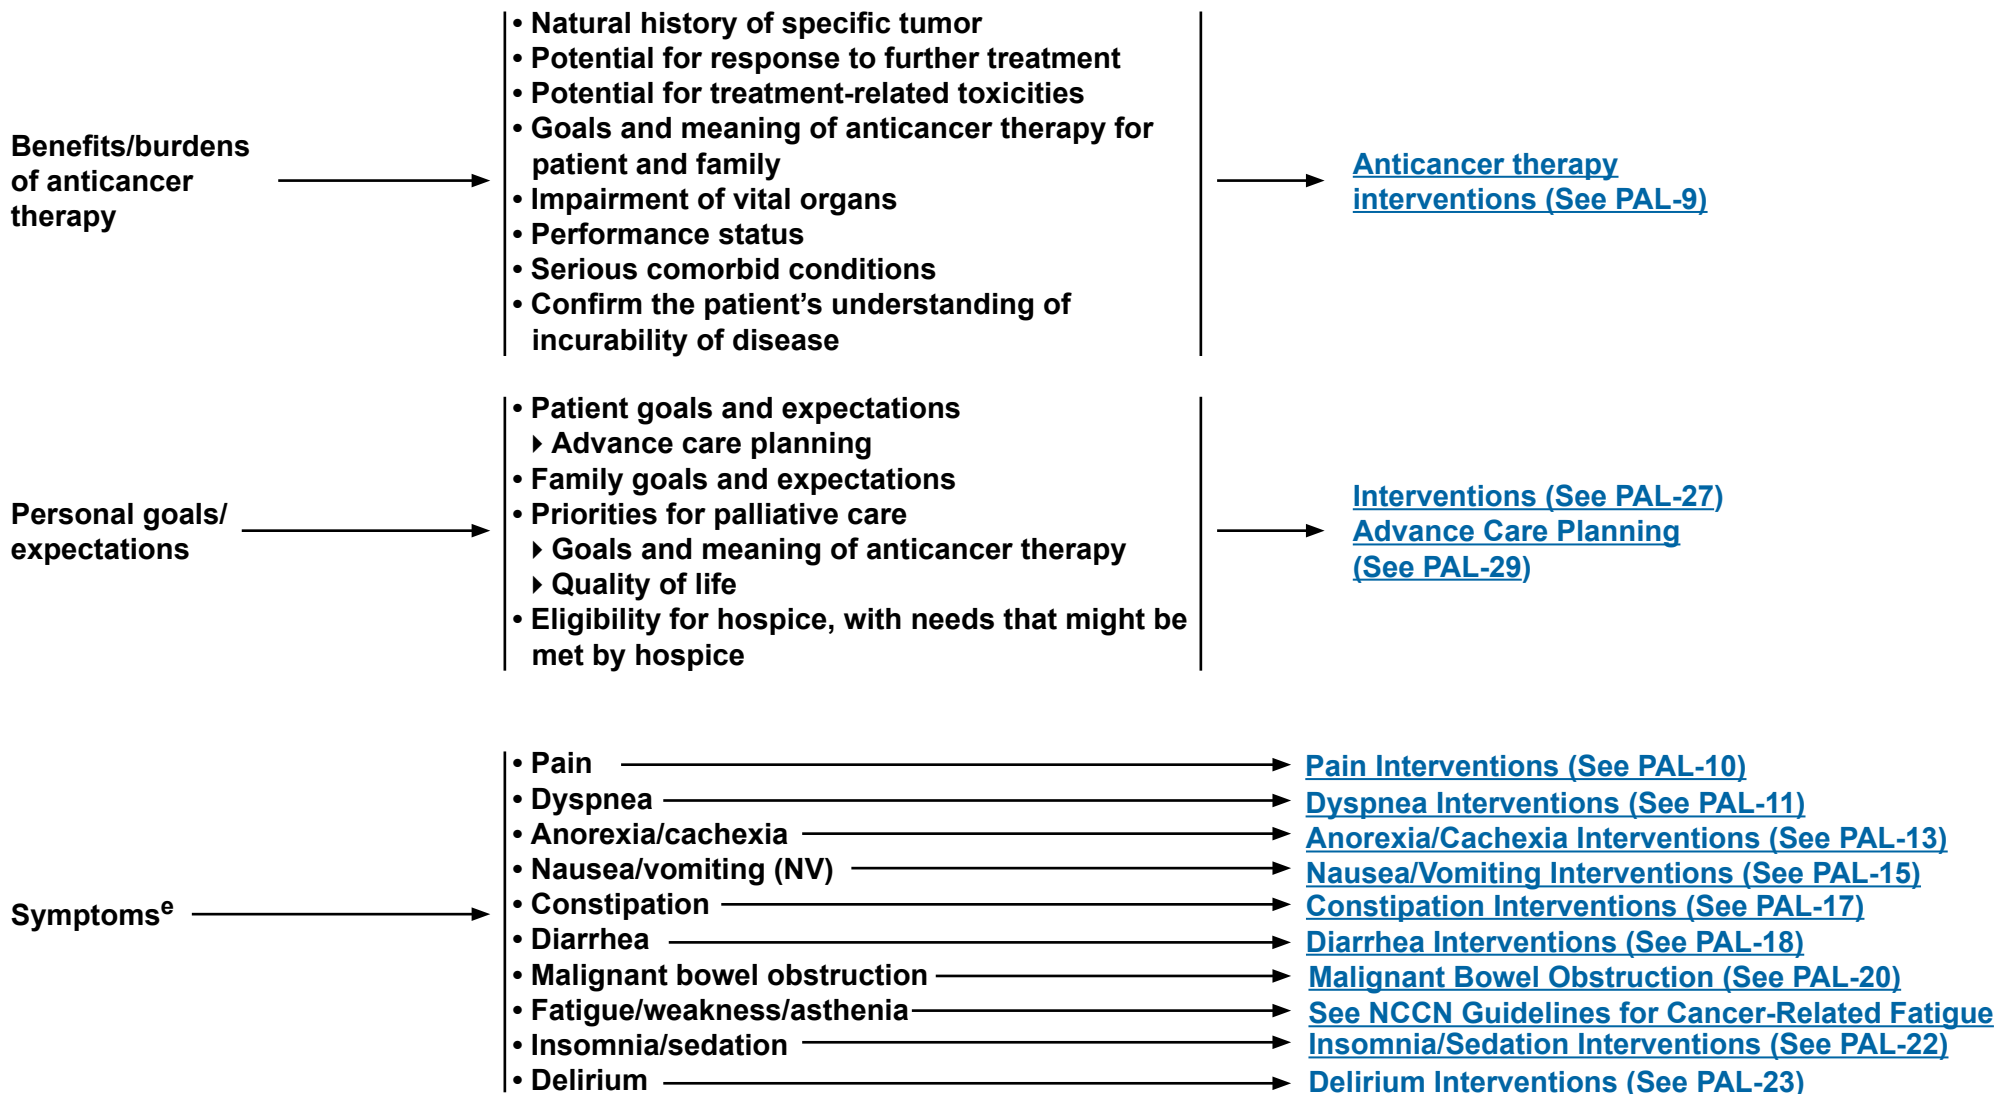 Benefits/burdens
of anticancer
therapy
• Natural history of specific tumor
• Potential for response to further treatment
• Potential for treatment-related toxicities
• Goals and meaning of anticancer therapy for
patient and family
• Impairment of vital organs
• Performance status
• Serious comorbid conditions
• Confirm the patient’s understanding of
incurability of disease
Anticancer therapy
interventions (See PAL-9)
Personal goals/
expectations
• Patient goals and expectations
▸ Advance care planning
• Family goals and expectations
• Priorities for palliative care
▸ Goals and meaning of anticancer therapy
▸ Quality of life
• Eligibility for hospice, with needs that might be
met by hospice
Interventions (See PAL-27)
Advance Care Planning
(See PAL-29)
Symptomsᵉ
• Pain
Pain Interventions (See PAL-10)
• Dyspnea
Dyspnea Interventions (See PAL-11)
• Anorexia/cachexia
Anorexia/Cachexia Interventions (See PAL-13)
• Nausea/vomiting (NV)
Nausea/Vomiting Interventions (See PAL-15)
• Constipation
Constipation Interventions (See PAL-17)
• Diarrhea
Diarrhea Interventions (See PAL-18)
• Malignant bowel obstruction
Malignant Bowel Obstruction (See PAL-20)
• Fatigue/weakness/asthenia
See NCCN Guidelines for Cancer-Related Fatigue
• Insomnia/sedation
Insomnia/Sedation Interventions (See PAL-22)
• Delirium
Delirium Interventions (See PAL-23)